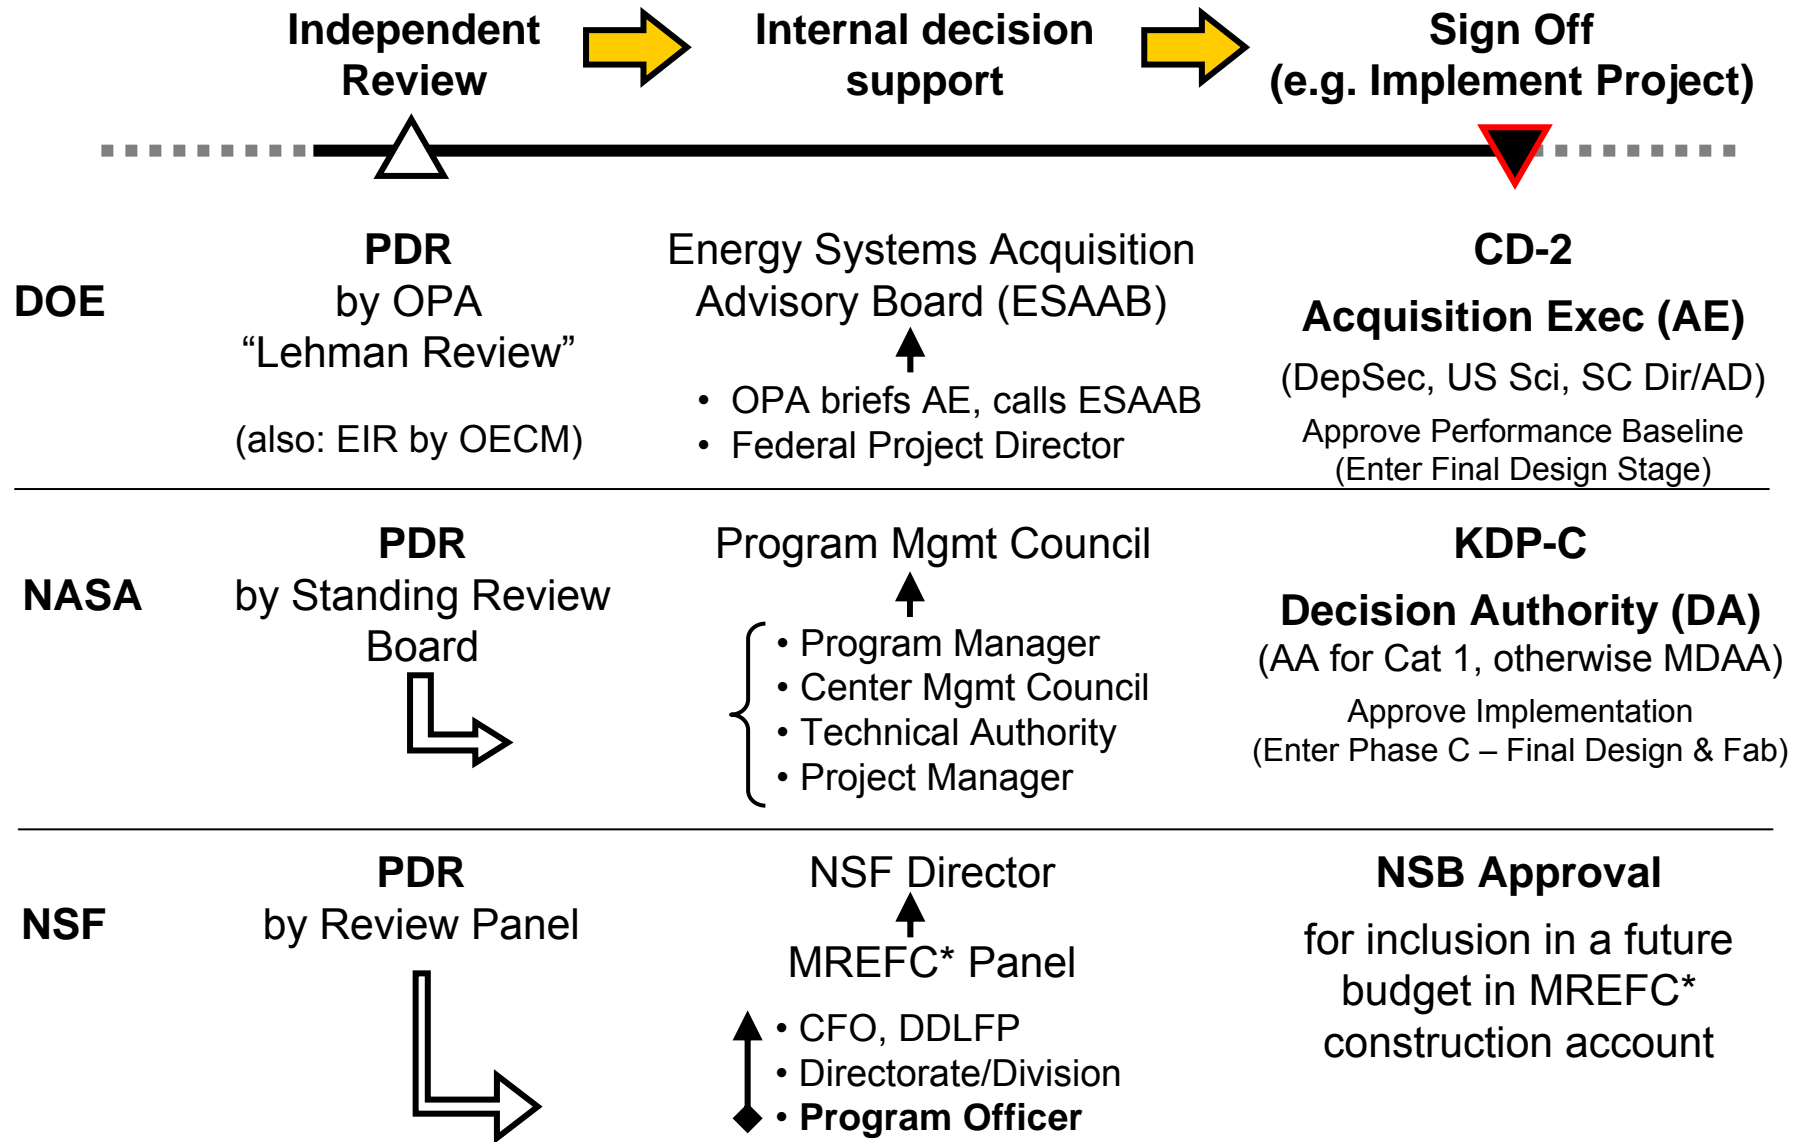 Independent
Review
Internal decision
support
Sign Off
(e.g. Implement Project)
DOE
PDR
by OPA
“Lehman Review”
(also: EIR by OECM)
Energy Systems Acquisition
Advisory Board (ESAAB)
• OPA briefs AE, calls ESAAB
• Federal Project Director
CD-2
Acquisition Exec (AE)
(DepSec, US Sci, SC Dir/AD)
Approve Performance Baseline
(Enter Final Design Stage)
NASA
PDR
by Standing Review
Board
Program Mgmt Council
• Program Manager
• Center Mgmt Council
• Technical Authority
• Project Manager
KDP-C
Decision Authority (DA)
(AA for Cat 1, otherwise MDAA)
Approve Implementation
(Enter Phase C – Final Design & Fab)
NSF
PDR
by Review Panel
NSF Director
MREFC* Panel
• CFO, DDLFP
• Directorate/Division
• Program Officer
NSB Approval
for inclusion in a future
budget in MREFC*
construction account